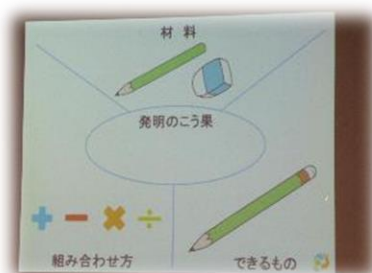 材料
発明のこう果
+ − × ÷
組み合わせ方
できるもの